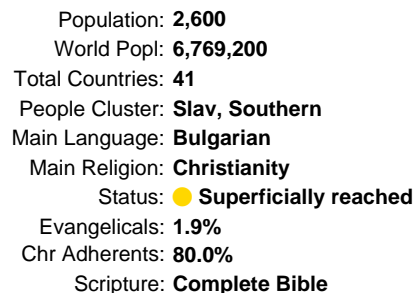 Population: 2,600
World Popl: 6,769,200
Total Countries: 41
People Cluster: Slav, Southern
Main Language: Bulgarian
Main Religion: Christianity
Status: Superficially reached
Evangelicals: 1.9%
Chr Adherents: 80.0%
Scripture: Complete Bible